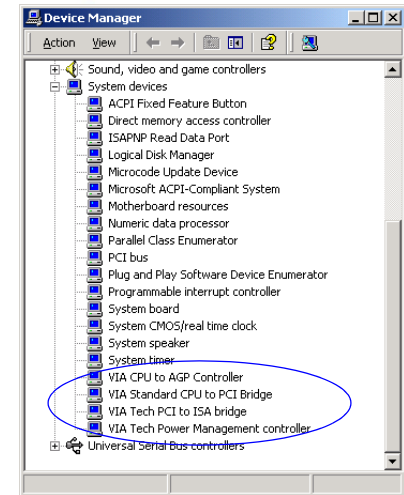 Device Manager
Action View
Sound, video and game controllers
System devices
ACPI Fixed Feature Button
Direct memory access controller
ISAPNP Read Data Port
Logical Disk Manager
Microcode Update Device
Microsoft ACPI-Compliant System
Motherboard resources
Numeric data processor
Parallel Class Enumerator
PCI bus
Plug and Play Software Device Enumerator
Programmable interrupt controller
System board
System CMOS/real time clock
System speaker
System timer
VIA CPU to AGP Controller
VIA Standard CPU to PCI Bridge
VIA Tech PCI to ISA bridge
VIA Tech Power Management controller
Universal Serial Bus controllers